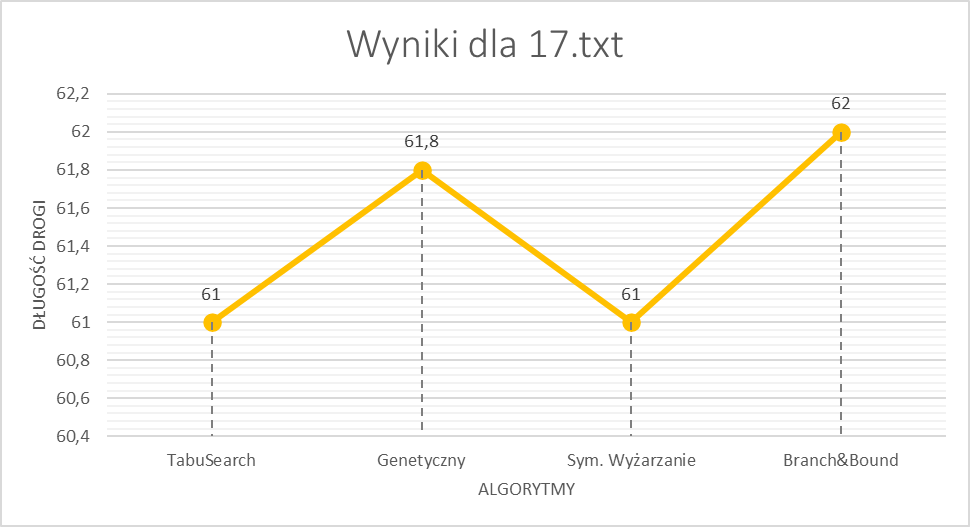 Wyniki dla 17.txt
DŁUGOŚĆ DROGI
62,2
62
61,8
61,6
61,4
61,2
61
60,8
60,6
60,4
61
61,8
61
62
TabuSearch
Genetyczny
Sym. Wyżarzanie
Branch&Bound
ALGORYTMY